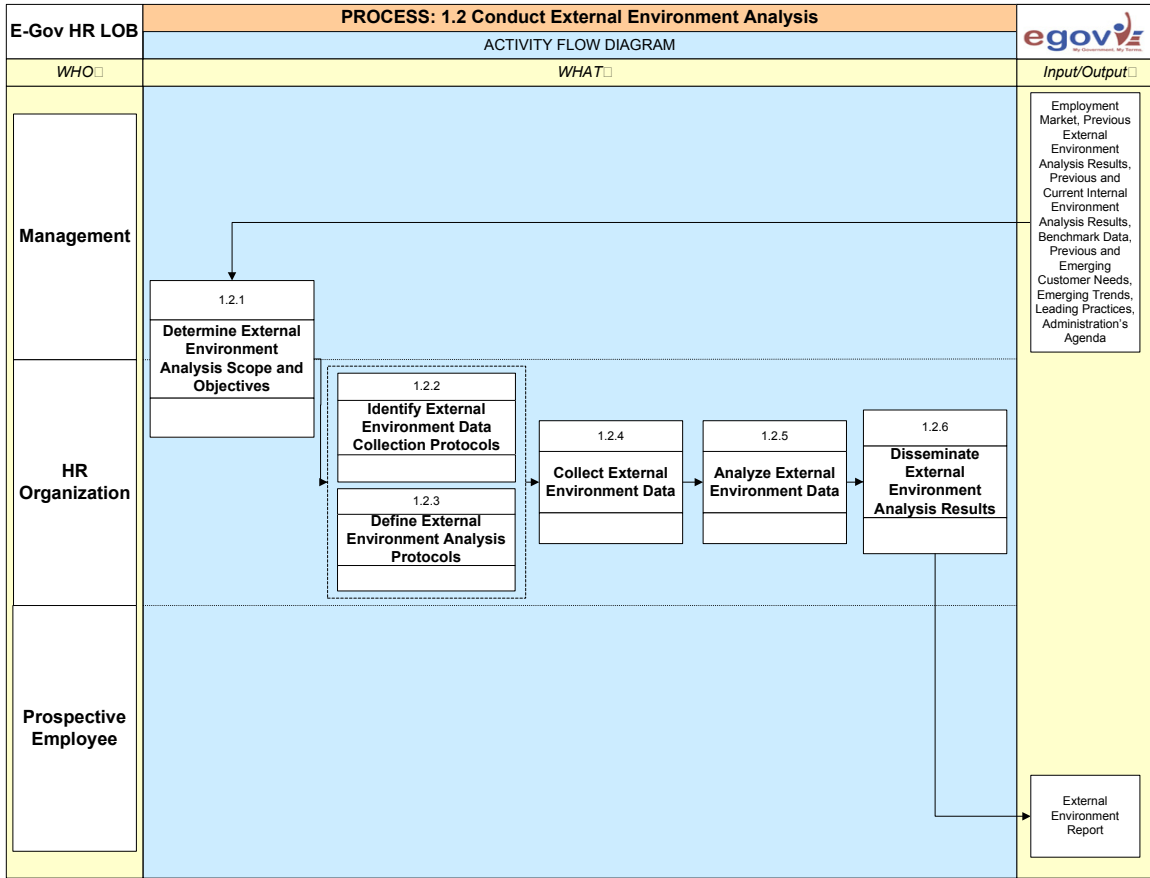 E-Gov HR LOB
PROCESS: 1.2 Conduct External Environment Analysis
ACTIVITY FLOW DIAGRAM
egov
My Government. My Terms.
WHO□
WHAT□
Input/Output□
Employment
Market, Previous
External
Environment
Analysis Results,
Previous and
Current Internal
Environment
Analysis Results,
Benchmark Data,
Previous and
Emerging
Customer Needs,
Emerging Trends,
Leading Practices,
Administration's
Agenda
Management
1.2.1
Determine External
Environment
Analysis Scope and
Objectives
HR
Organization
1.2.2
Identify External
Environment Data
Collection Protocols
1.2.3
Define External
Environment Analysis
Protocols
1.2.4
Collect External
Environment Data
1.2.5
Analyze External
Environment Data
1.2.6
Disseminate
External
Environment
Analysis Results
Prospective
Employee
External
Environment
Report